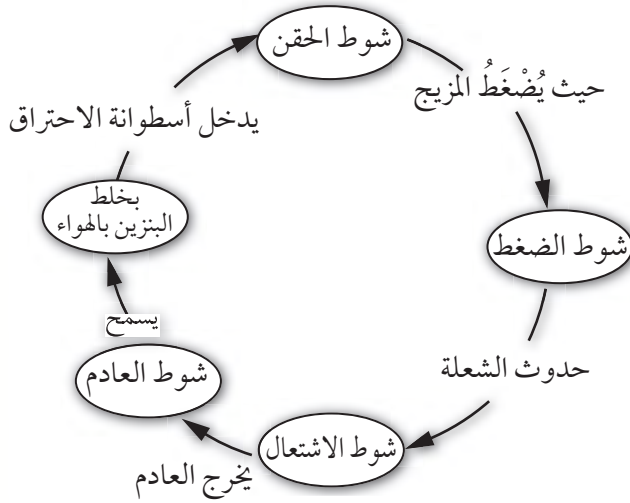 شوط الحقن
حيث يُضْغَطُ المزيج
شوط الضغط
حدوث الشعلة
شوط الاشتعال
يخرج العادم
شوط العادم
يسمح
بخلط
البنزين بالهواء
يدخل أسطوانة الاحتراق